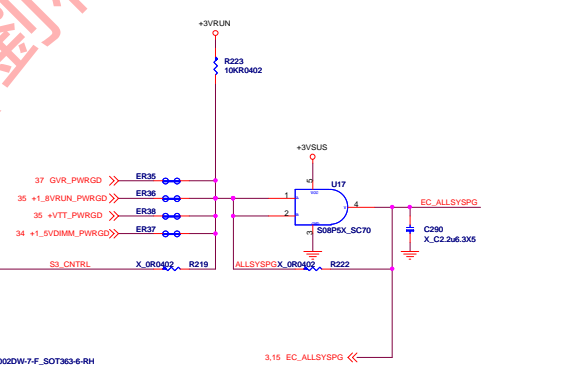 劉
+3VRUN
R223
10KR0402
+3VSUS
37 GVR_PWRGD
ER35
35 +1_8VRUN_PWRGD
ER36
35 +VTT_PWRGD
ER38
34 +1_5VDIMM_PWRGD
ER37
5
U17
1
2
4
3
S08P5X_SC70
EC_ALLSYSPG
C290
X_C2.2u6.3X5
S3_CNTRL
X_0R0402
R219
ALLSYSPG
X_0R0402
R222
3,15 EC_ALLSYSPG
002DW-7-F_SOT363-6-RH